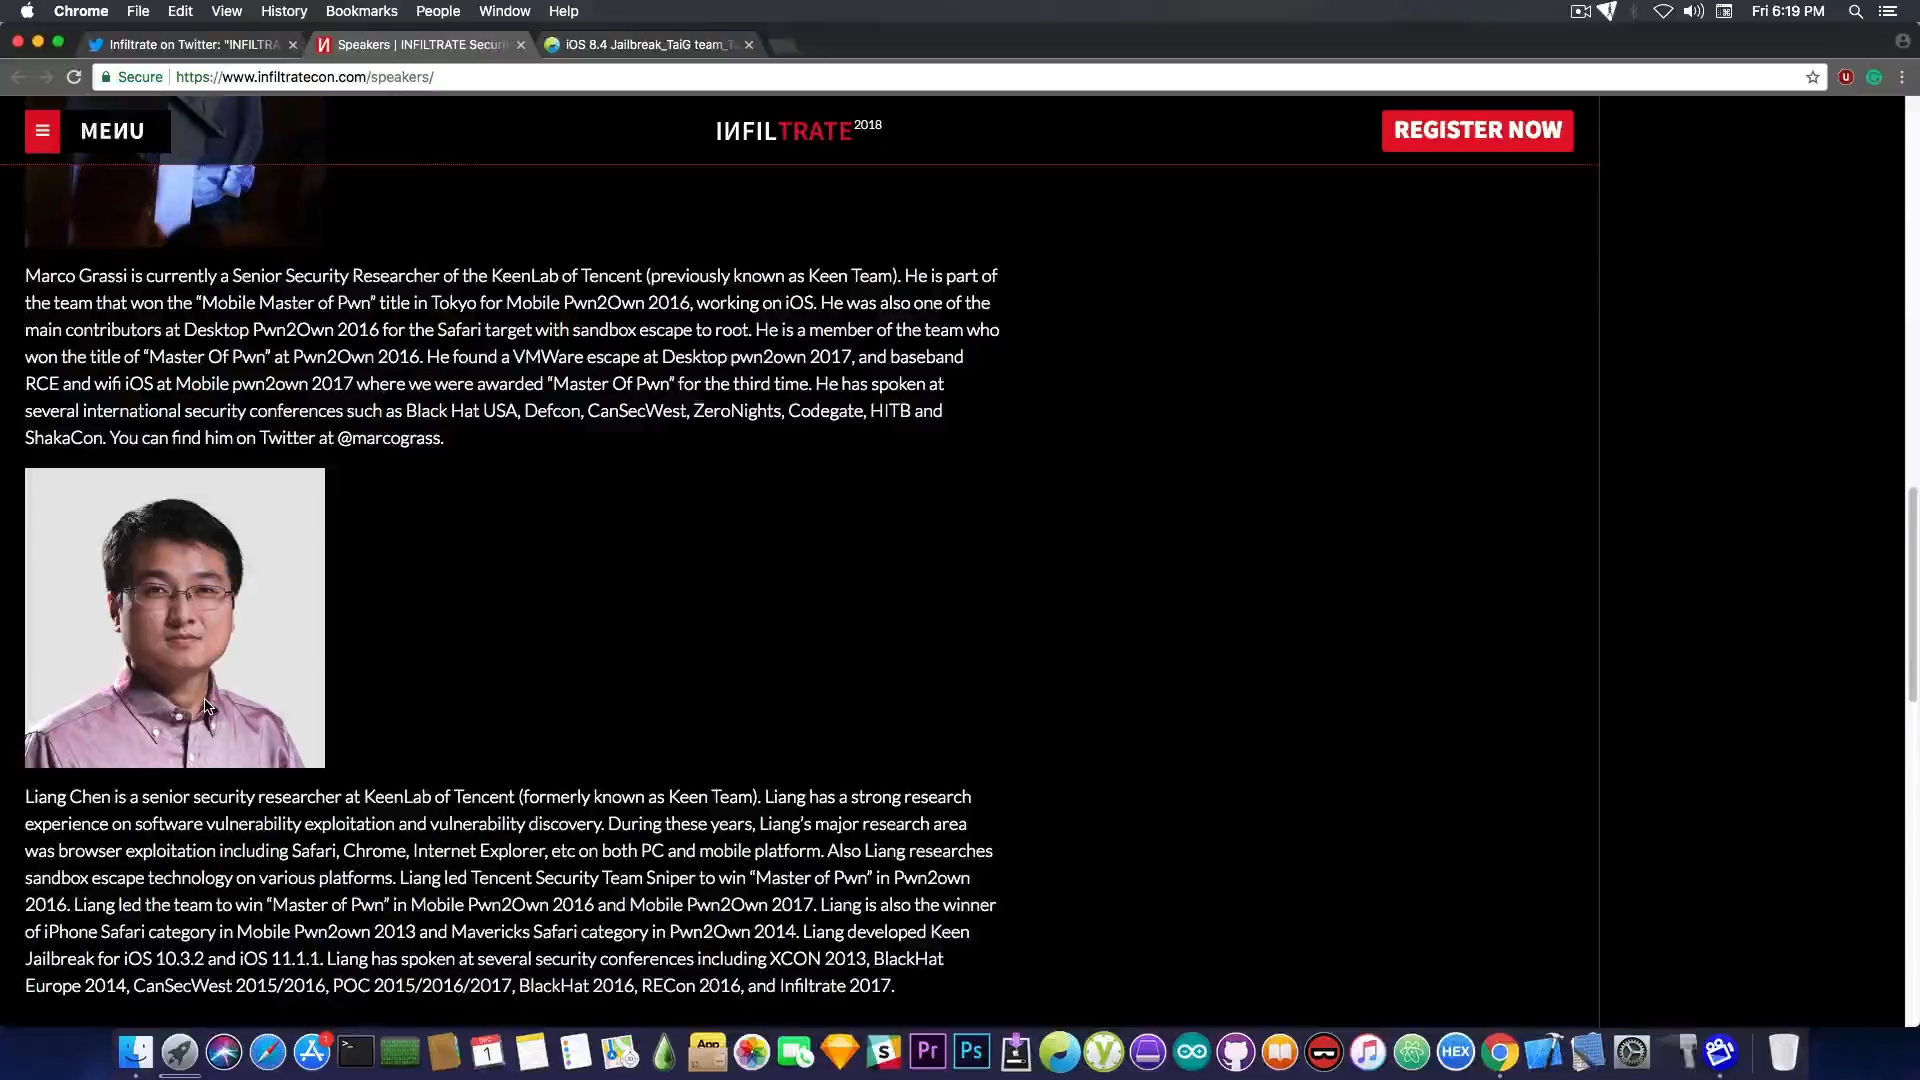 Chrome File Edit View History Bookmarks People Window Help Fri 6:19 PM
Infiltrate on Twitter: "INFILTRA Speakers | INFILTRATE Securi iOS 8.4 Jailbreak_TaiG team_T
Secure https://www.infiltratecon.com/speakers/
MENU INFILTRATE 2018 REGISTER NOW
Marco Grassi is currently a Senior Security Researcher of the KeenLab of Tencent (previously known as Keen Team). He is part of
the team that won the “Mobile Master of Pwn” title in Tokyo for Mobile Pwn2Own 2016, working on iOS. He was also one of the
main contributors at Desktop Pwn2Own 2016 for the Safari target with sandbox escape to root. He is a member of the team who
won the title of “Master Of Pwn” at Pwn2Own 2016. He found a VMWare escape at Desktop pwn2own 2017, and baseband
RCE and wifi iOS at Mobile pwn2own 2017 where we were awarded “Master Of Pwn” for the third time. He has spoken at
several international security conferences such as Black Hat USA, Defcon, CanSecWest, ZeroNights, Codegate, HITB and
ShakaCon. You can find him on Twitter at @marcograss.
Liang Chen is a senior security researcher at KeenLab of Tencent (formerly known as Keen Team). Liang has a strong research
experience on software vulnerability exploitation and vulnerability discovery. During these years, Liang’s major research area
was browser exploitation including Safari, Chrome, Internet Explorer, etc on both PC and mobile platform. Also Liang researches
sandbox escape technology on various platforms. Liang led Tencent Security Team Sniper to win “Master of Pwn” in Pwn2own
2016. Liang led the team to win “Master of Pwn” in Mobile Pwn2Own 2016 and Mobile Pwn2Own 2017. Liang is also the winner
of iPhone Safari category in Mobile Pwn2own 2013 and Mavericks Safari category in Pwn2Own 2014. Liang developed Keen
Jailbreak for iOS 10.3.2 and iOS 11.1.1. Liang has spoken at several security conferences including XCON 2013, BlackHat
Europe 2014, CanSecWest 2015/2016, POC 2015/2016/2017, BlackHat 2016, RECon 2016, and Infiltrate 2017.
1 1 App S Pr Ps HEX